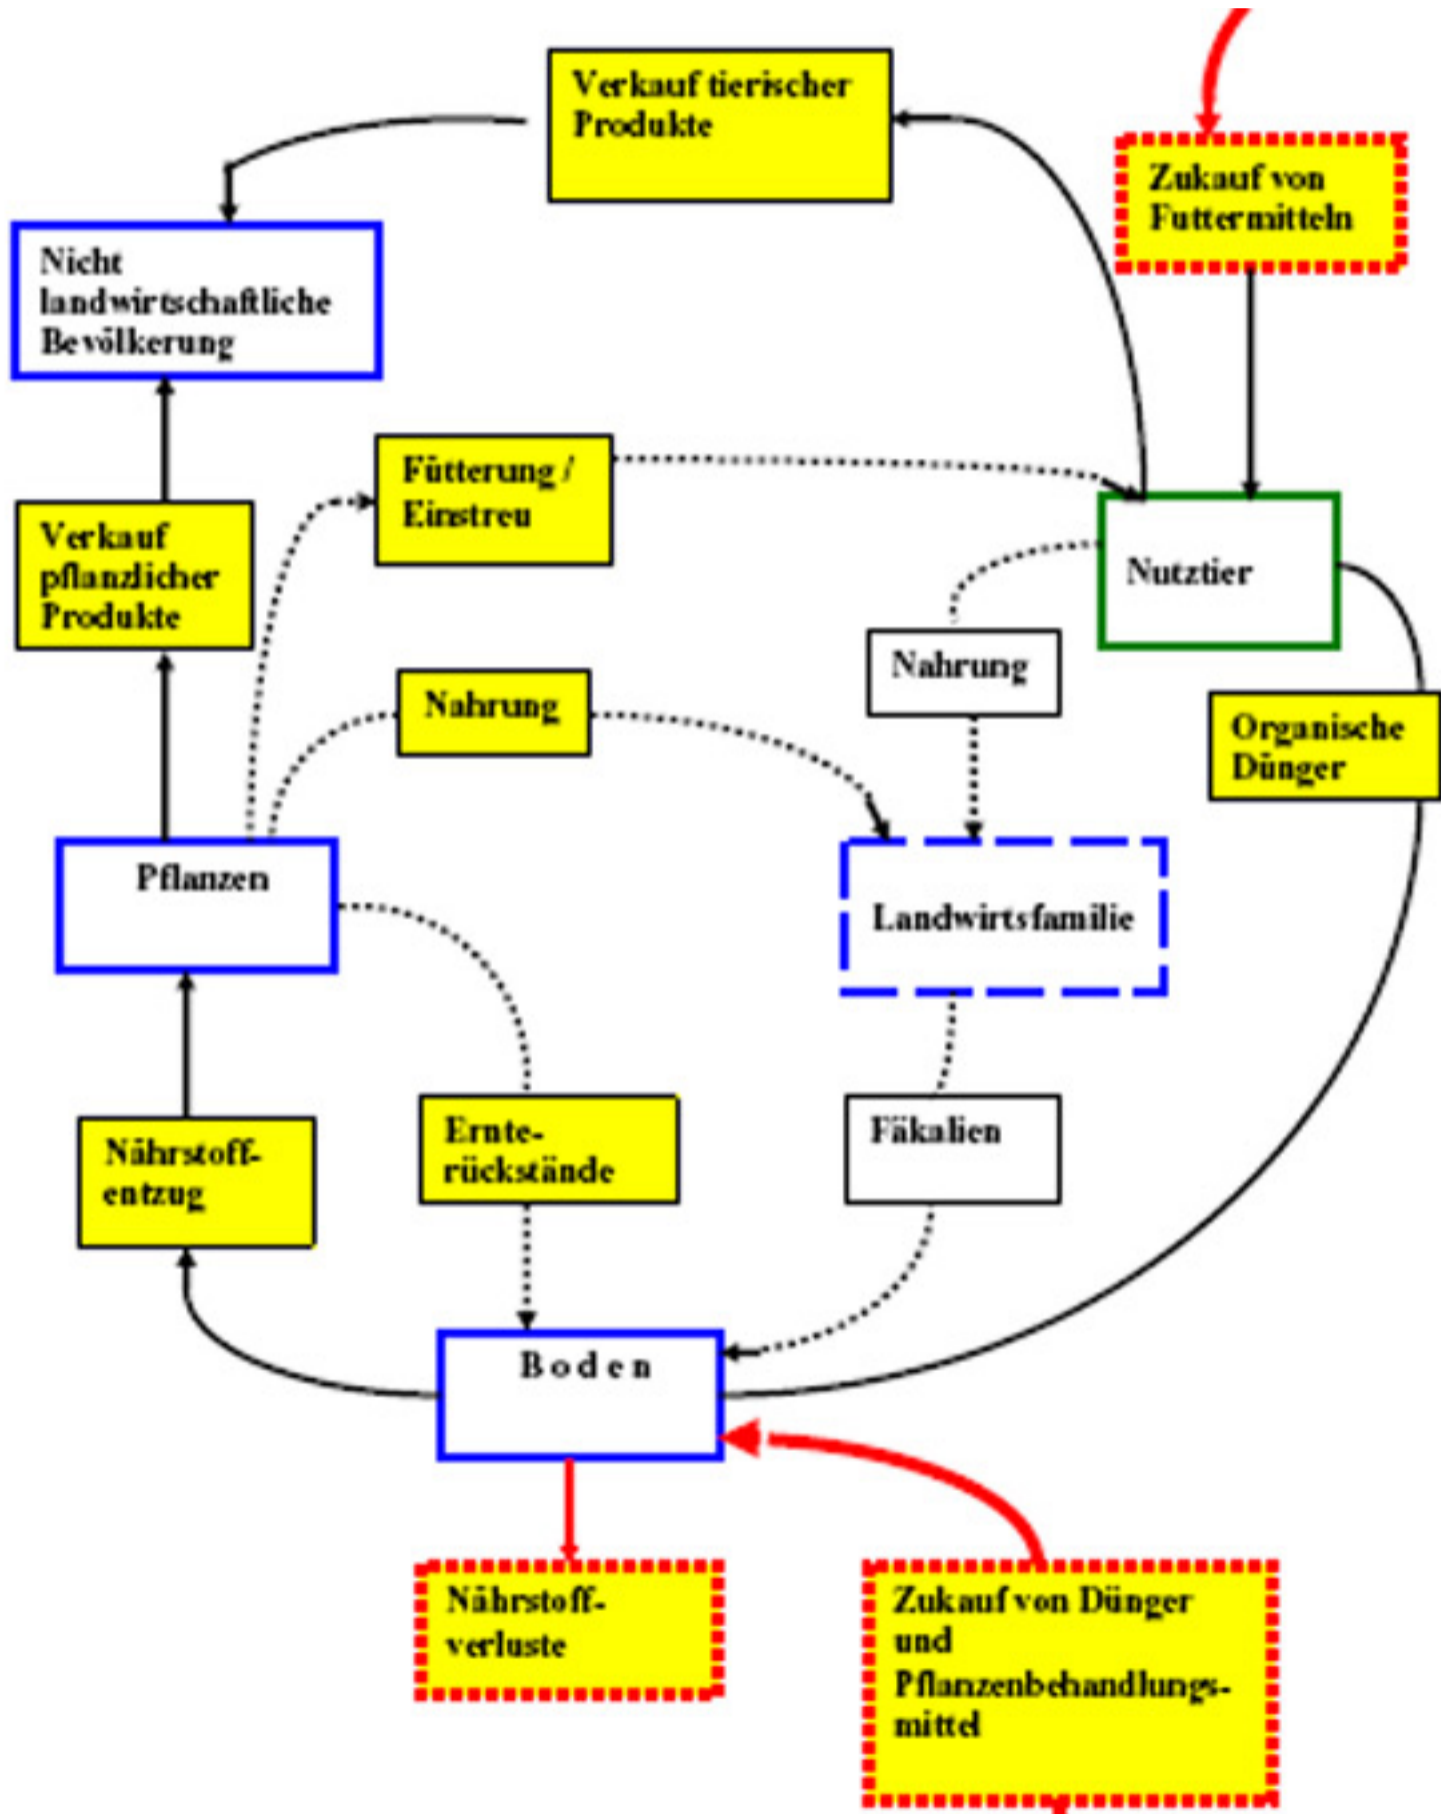 Verkauf tierischer
Produkte
Zukauf von
Futtermitteln
Nicht
landwirtschaftliche
Bevölkerung
Fütterung /
Einstreu
Verkauf
pflanzlicher
Produkte
Nutztier
Nahrung
Nahrung
Organische
Dünger
Pflanzen
Landwirtsfamilie
Nährstoff-
entzug
Ernte-
rückstände
Fäkalien
Boden
Nährstoff-
verluste
Zukauf von Dünger
und
Pflanzenbehandlungs-
mittel